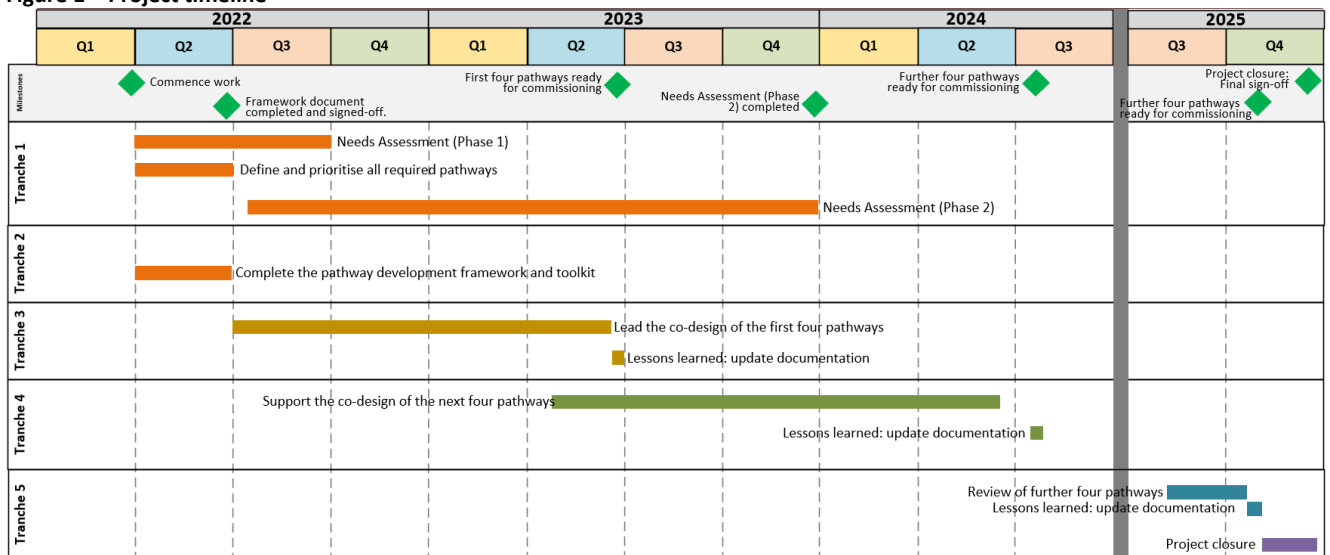 Figure 1 – Project timeline
2022 2023 2024 2025
Q1 Q2 Q3 Q4 Q1 Q2 Q3 Q4 Q1 Q2 Q3 Q3 Q4
Milestones
Commence work
Framework document
completed and signed-off.
First four pathways ready
for commissioning
Needs Assessment (Phase
2) completed
Further four pathways
ready for commissioning
Project closure:
Final sign-off
Further four pathways
ready for commissioning
Tranche 1
Needs Assessment (Phase 1)
Define and prioritise all required pathways
Needs Assessment (Phase 2)
Tranche 2
Complete the pathway development framework and toolkit
Tranche 3
Lead the co-design of the first four pathways
Lessons learned: update documentation
Tranche 4
Support the co-design of the next four pathways
Lessons learned: update documentation
Tranche 5
Review of further four pathways
Lessons learned: update documentation
Project closure